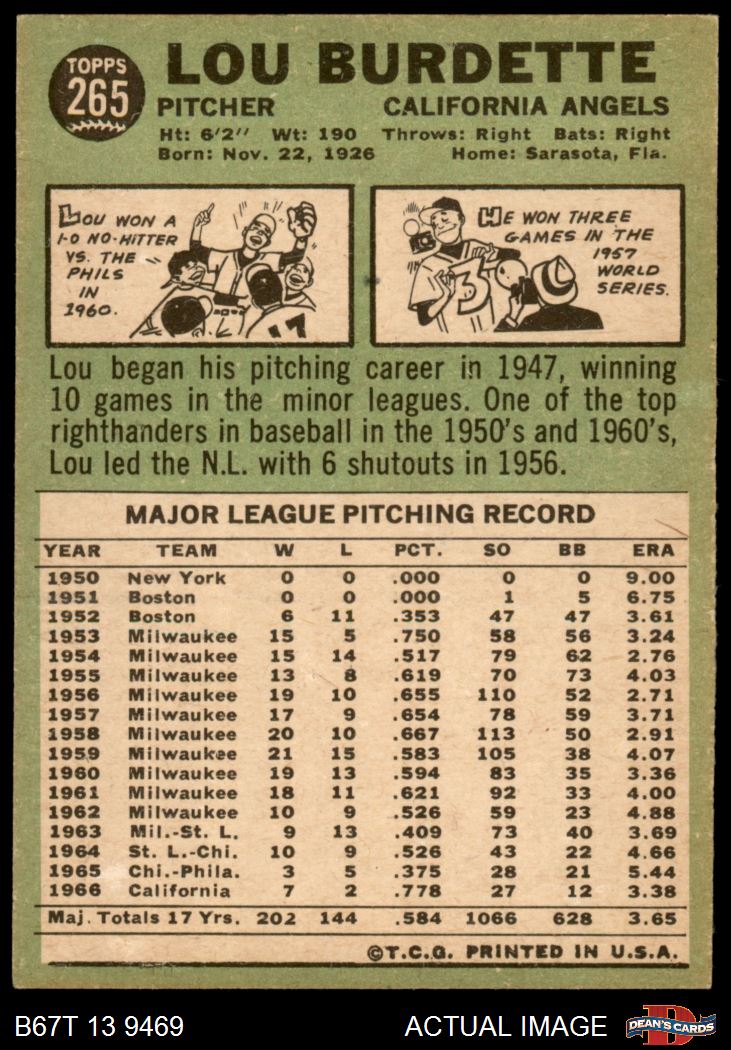 TOPPS
265
LOU BURDETTE
PITCHER CALIFORNIA ANGELS
Ht: 6'2" Wt: 190 Throws: Right Bats: Right
Born: Nov. 22, 1926 Home: Sarasota, Fla.
LOU WON A
1-0 NO-HITTER
VS. THE
PHILS
IN
1960.
17
HE WON THREE
GAMES IN THE
1957
WORLD
SERIES.
3
Lou began his pitching career in 1947, winning
10 games in the minor leagues. One of the top
righthanders in baseball in the 1950's and 1960's,
Lou led the N.L. with 6 shutouts in 1956.
MAJOR LEAGUE PITCHING RECORD
YEAR TEAM W L PCT. SO BB ERA
1950 New York 0 0 .000 0 0 9.00
1951 Boston 0 0 .000 1 5 6.75
1952 Boston 6 11 .353 47 47 3.61
1953 Milwaukee 15 5 .750 58 56 3.24
1954 Milwaukee 15 14 .517 79 62 2.76
1955 Milwaukee 13 8 .619 70 73 4.03
1956 Milwaukee 19 10 .655 110 52 2.71
1957 Milwaukee 17 9 .654 78 59 3.71
1958 Milwaukee 20 10 .667 113 50 2.91
1959 Milwaukee 21 15 .583 105 38 4.07
1960 Milwaukee 19 13 .594 83 35 3.36
1961 Milwaukee 18 11 .621 92 33 4.00
1962 Milwaukee 10 9 .526 59 23 4.88
1963 Mil.-St. L. 9 13 .409 73 40 3.69
1964 St. L.-Chi. 10 9 .526 43 22 4.66
1965 Chi.-Phila. 3 5 .375 28 21 5.44
1966 California 7 2 .778 27 12 3.38
Maj. Totals 17 Yrs. 202 144 .584 1066 628 3.65
©T.C.G. PRINTED IN U.S.A.
B67T 13 9469 ACTUAL IMAGE
D
DEAN'S CARDS